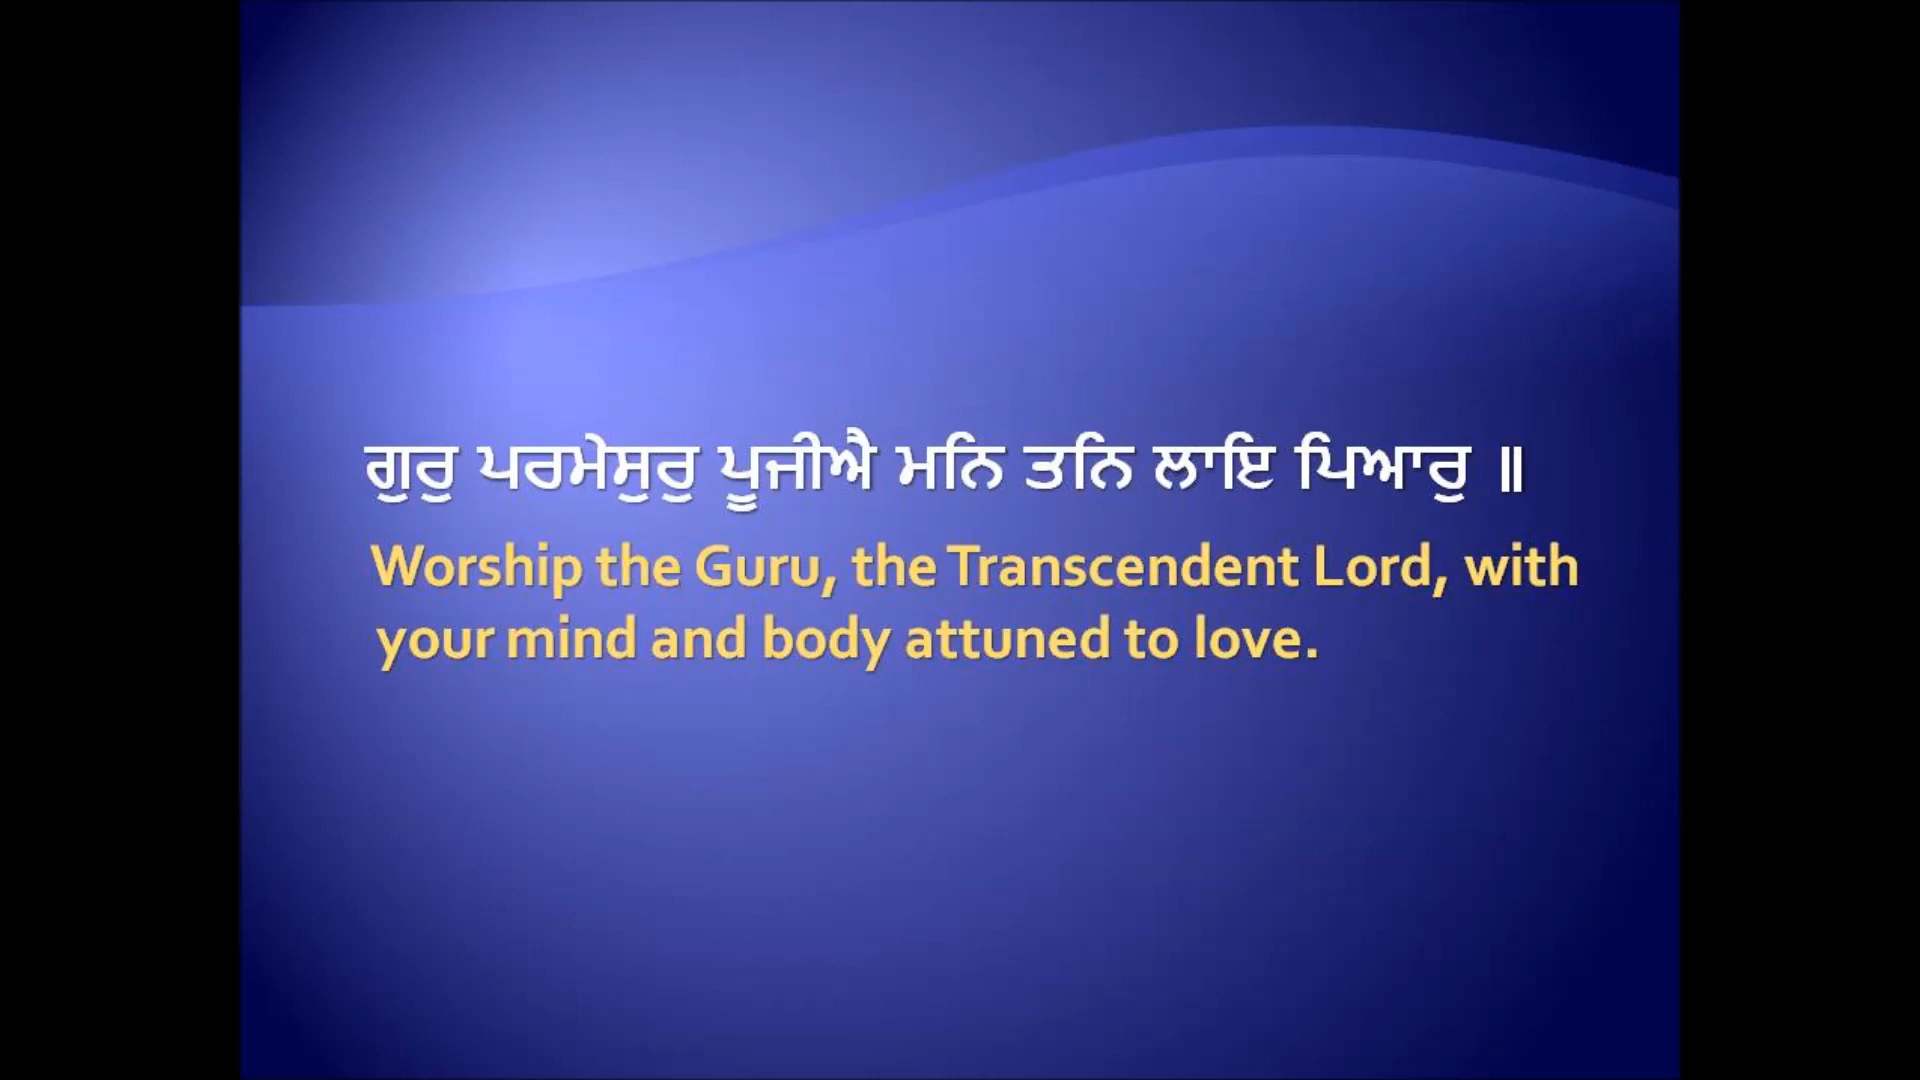 ਗੁਰੁ ਪਰਮੇਸੁਰੁ ਪੂਜੀਐ ਮਨਿ ਤਨਿ ਲਾਇ ਪਿਆਰੁ ॥
Worship the Guru, the Transcendent Lord, with
your mind and body attuned to love.